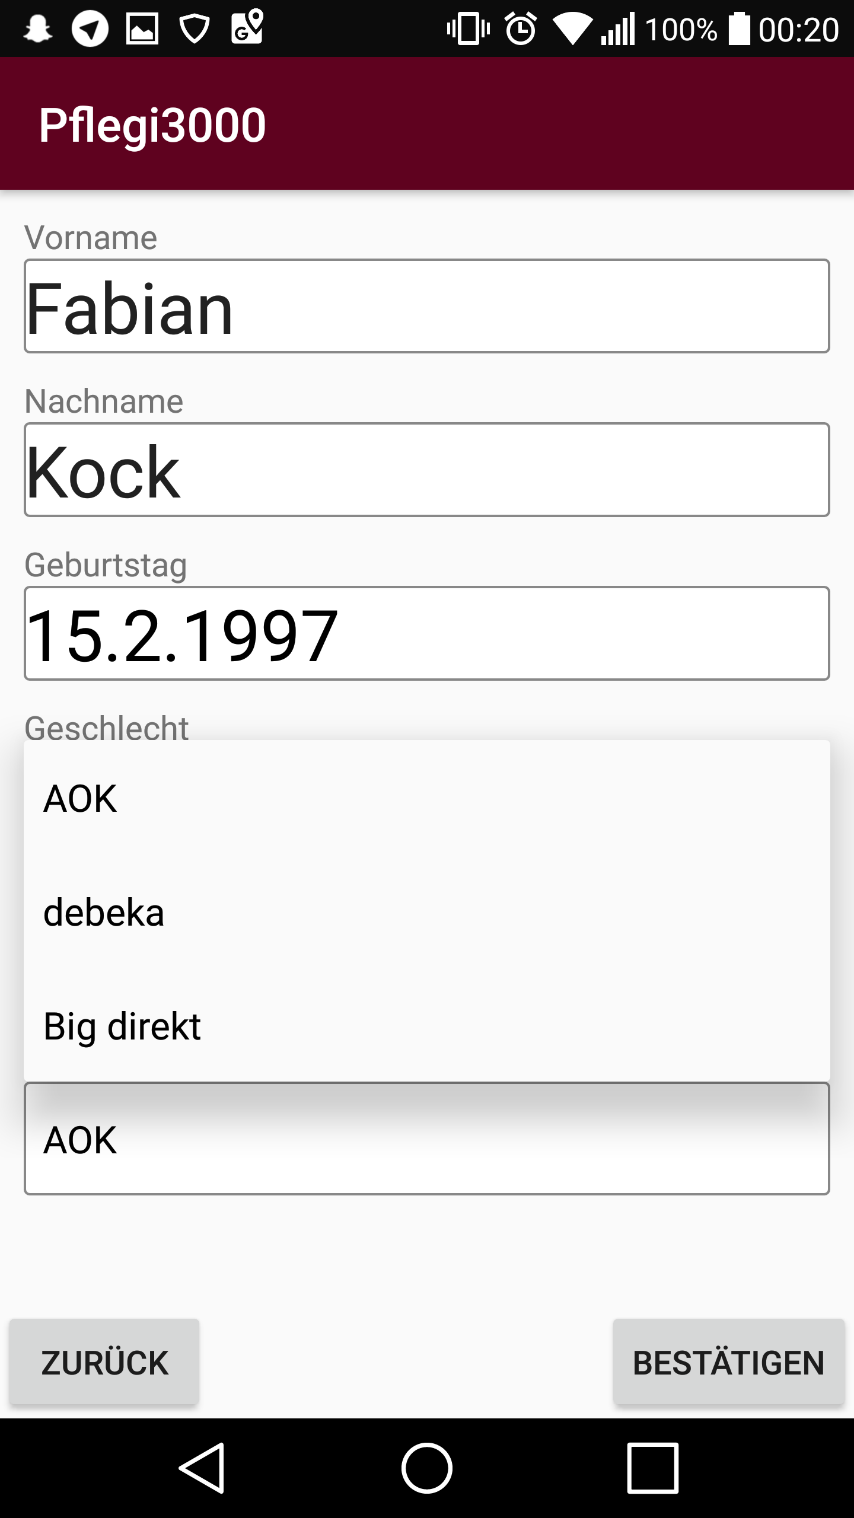 100% 00:20
Pflegi3000
Vorname
Fabian
Nachname
Kock
Geburtstag
15.2.1997
Geschlecht
AOK
debeka
Big direkt
AOK
ZURÜCK BESTÄTIGEN